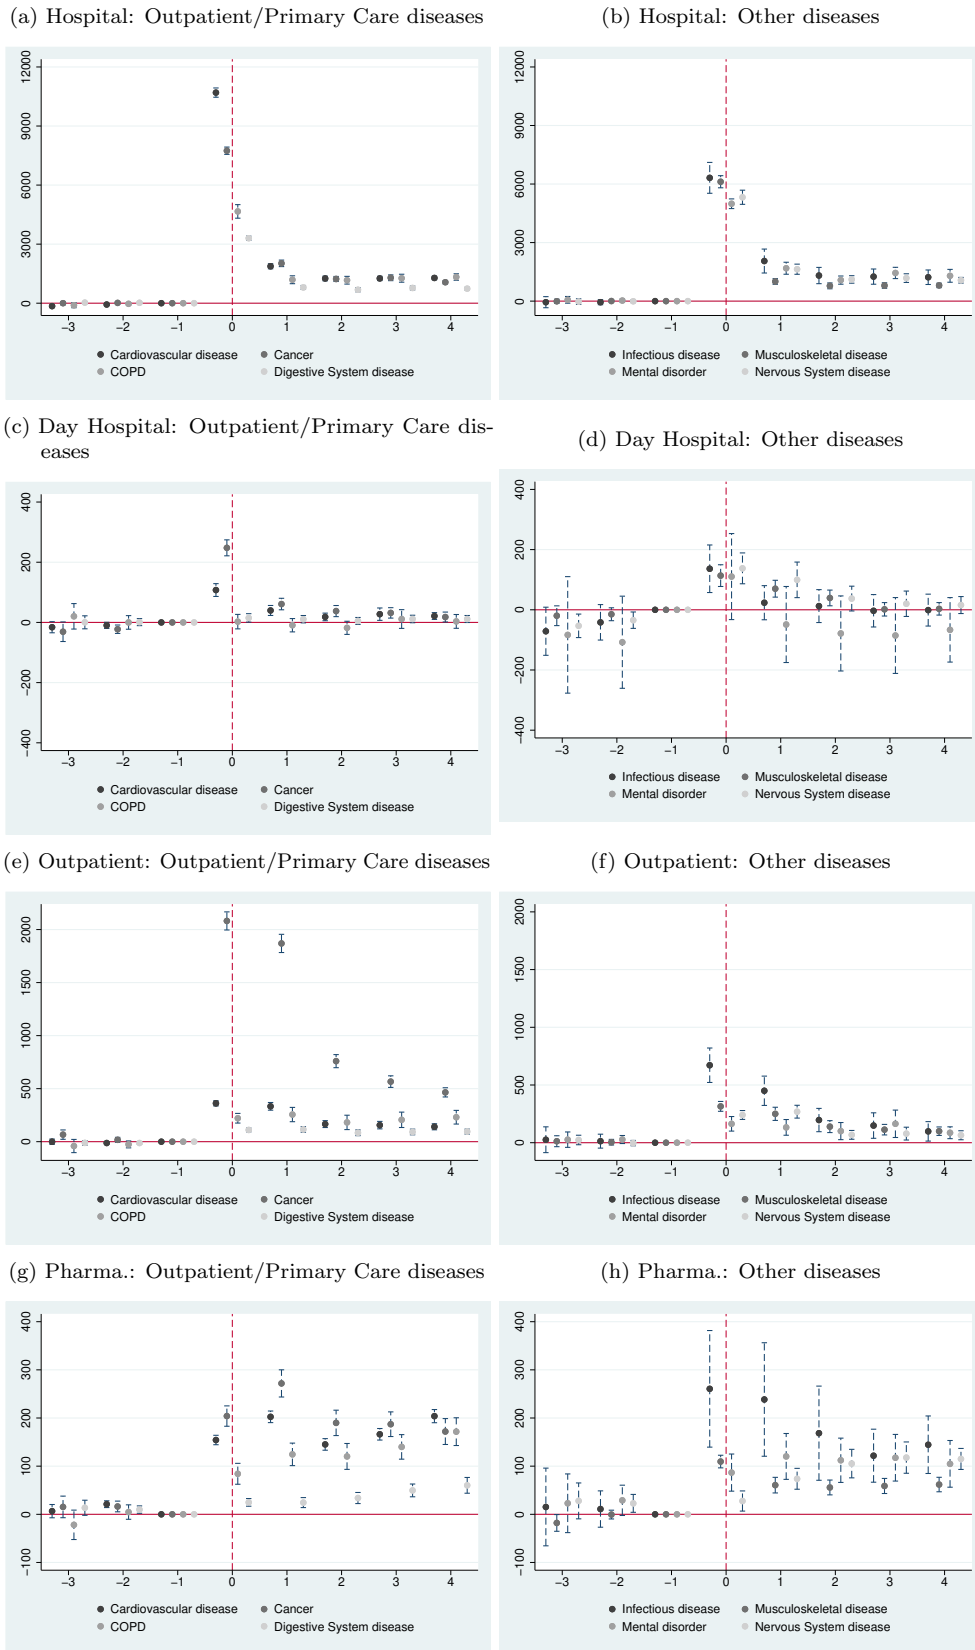 (a) Hospital: Outpatient/Primary Care diseases
12000
9000
6000
3000
0
−3 −2 −1 0 1 2 3 4
Cardiovascular disease Cancer
COPD Digestive System disease
(b) Hospital: Other diseases
12000
9000
6000
3000
0
−3 −2 −1 0 1 2 3 4
Infectious disease Musculoskeletal disease
Mental disorder Nervous System disease
(c) Day Hospital: Outpatient/Primary Care dis-
eases
400
200
0
−200
−400
−3 −2 −1 0 1 2 3 4
Cardiovascular disease Cancer
COPD Digestive System disease
(d) Day Hospital: Other diseases
400
200
0
−200
−400
−3 −2 −1 0 1 2 3 4
Infectious disease Musculoskeletal disease
Mental disorder Nervous System disease
(e) Outpatient: Outpatient/Primary Care diseases
2000
1500
1000
500
0
−3 −2 −1 0 1 2 3 4
Cardiovascular disease Cancer
COPD Digestive System disease
(f) Outpatient: Other diseases
2000
1500
1000
500
0
−3 −2 −1 0 1 2 3 4
Infectious disease Musculoskeletal disease
Mental disorder Nervous System disease
(g) Pharma.: Outpatient/Primary Care diseases
400
300
200
100
0
−100
−3 −2 −1 0 1 2 3 4
Cardiovascular disease Cancer
COPD Digestive System disease
(h) Pharma.: Other diseases
400
300
200
100
0
−100
−3 −2 −1 0 1 2 3 4
Infectious disease Musculoskeletal disease
Mental disorder Nervous System disease